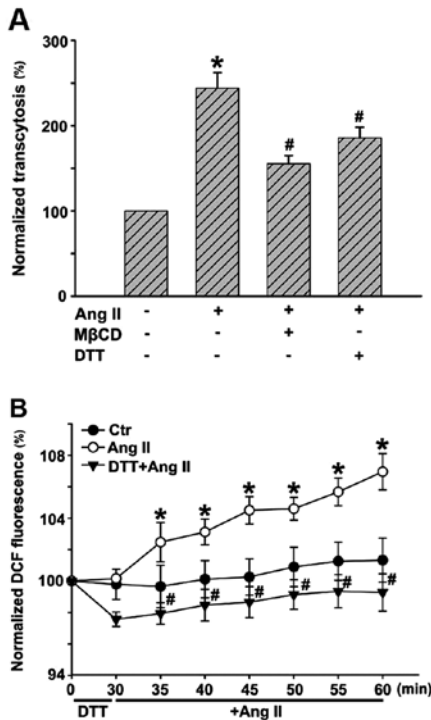 A
Normalized transcytosis (%)
300
200
100
0
*
#
#
Ang II - + + +
MβCD - - + -
DTT - - - +
B
Normalized DCF fluorescence (%)
Ctr
Ang II
DTT+Ang II
108
104
100
94
* * * * * *
# # # # # #
0 30 35 40 45 50 55 60 (min)
DTT +Ang II